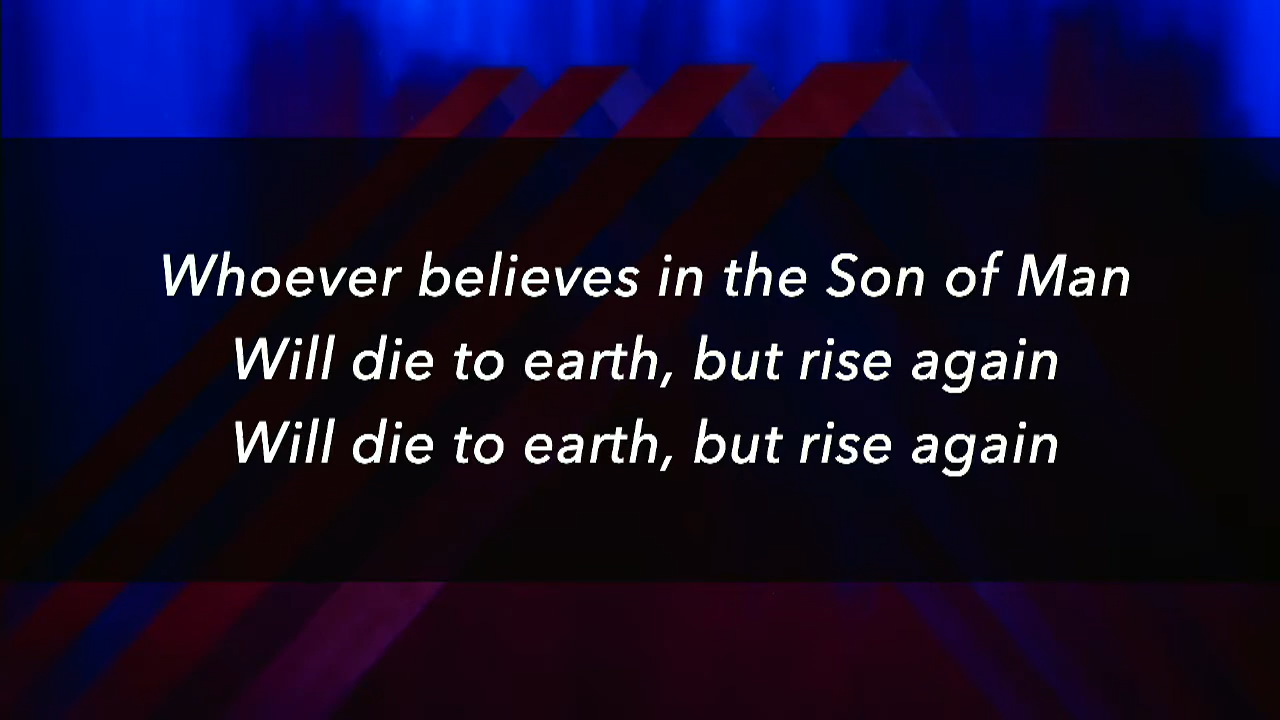 Whoever believes in the Son of Man
Will die to earth, but rise again
Will die to earth, but rise again